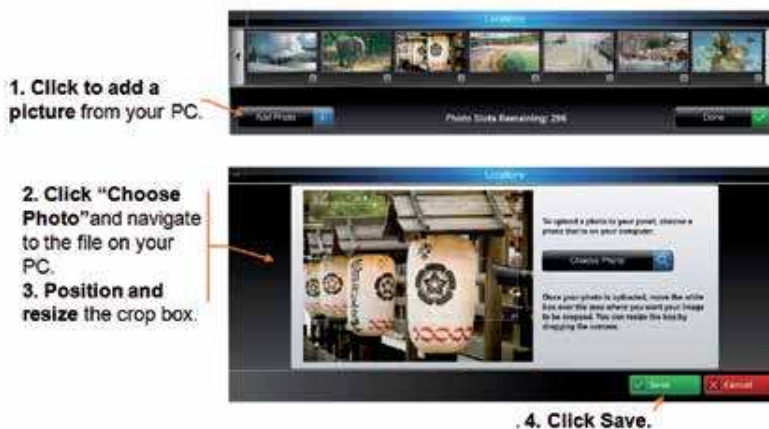 Locations
1. Click to add a
picture from your PC.
Add Photo
Photo Slots Remaining: 296
Done
2. Click “Choose
Photo”and navigate
to the file on your
PC.
3. Position and
resize the crop box.
Locations
To upload a photo to your panel, choose a
photo that is on your computer.
Choose Photo
Once your photo is uploaded, move the white
box over the area where you want your image
to be cropped. You can resize the box by
dragging the corners.
Save
Cancel
. 4. Click Save.